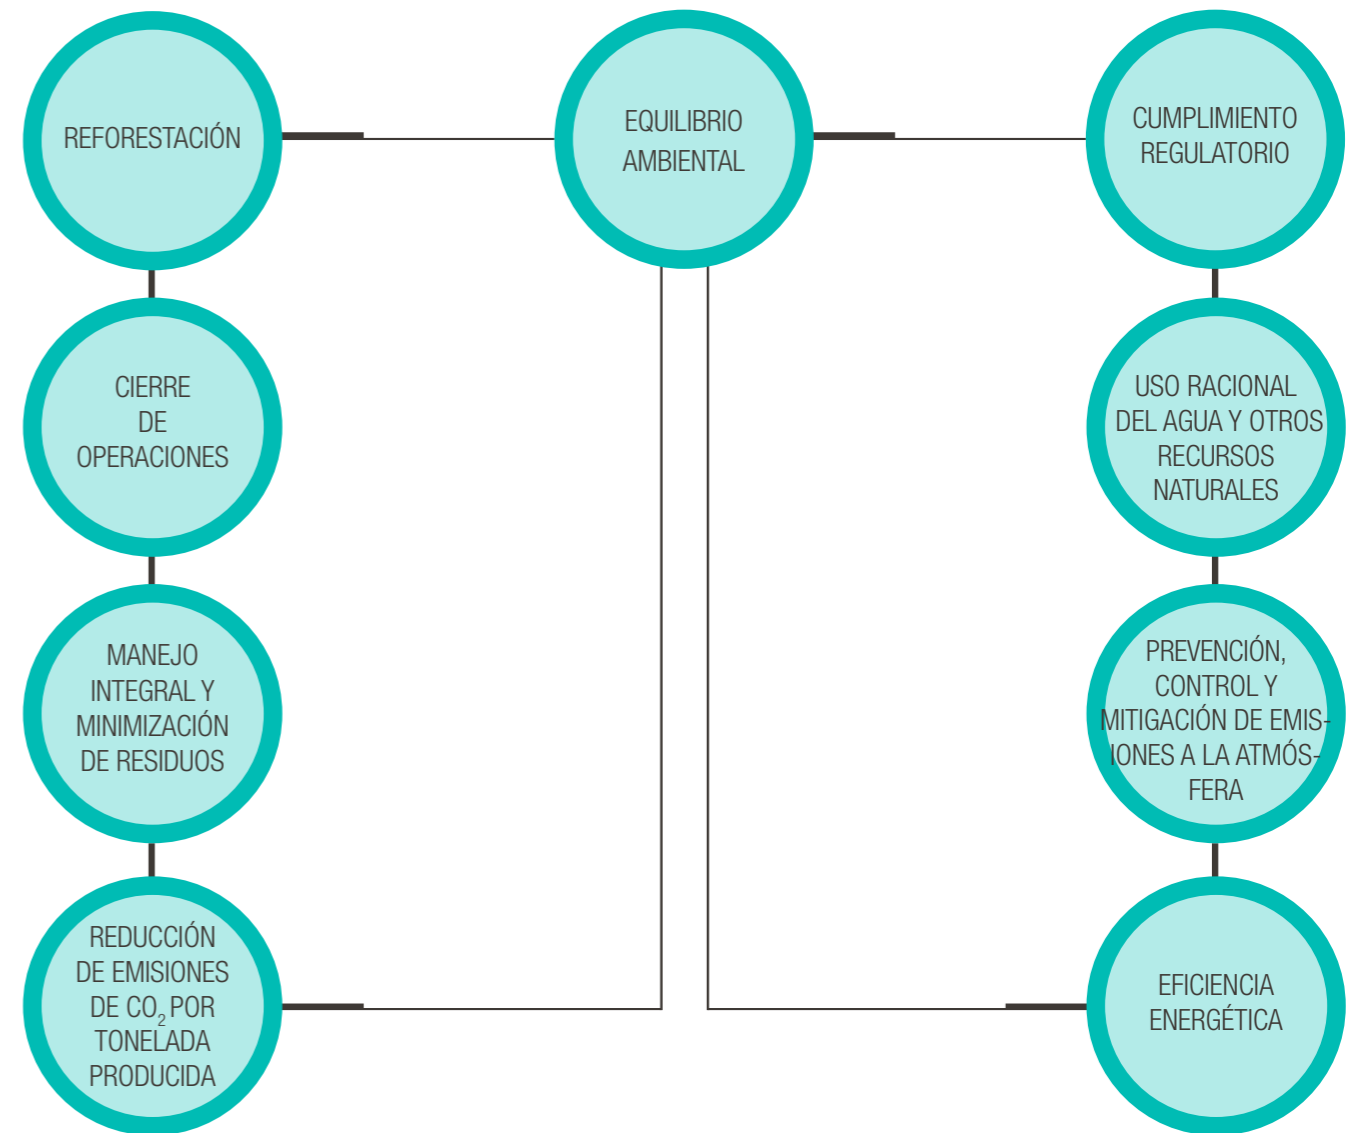 REFORESTACIÓN
EQUILIBRIO
AMBIENTAL
CUMPLIMIENTO
REGULATORIO
CIERRE
DE
OPERACIONES
USO RACIONAL
DEL AGUA Y OTROS
RECURSOS
NATURALES
MANEJO
INTEGRAL Y
MINIMIZACIÓN
DE RESIDUOS
PREVENCIÓN,
CONTROL Y
MITIGACIÓN DE EMIS-
IONES A LA ATMÓS-
FERA
REDUCCIÓN
DE EMISIONES
DE CO₂ POR
TONELADA
PRODUCIDA
EFICIENCIA
ENERGÉTICA